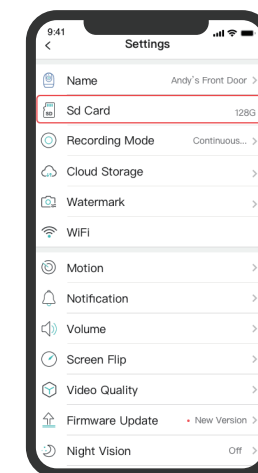 9:41
Settings
Name Andy's Front Door
SD Sd Card 128G
Recording Mode Continuous...
Cloud Storage
Watermark
WiFi
Motion
Notification
Volume
Screen Flip
Video Quality
Firmware Update • New Version
Night Vision Off